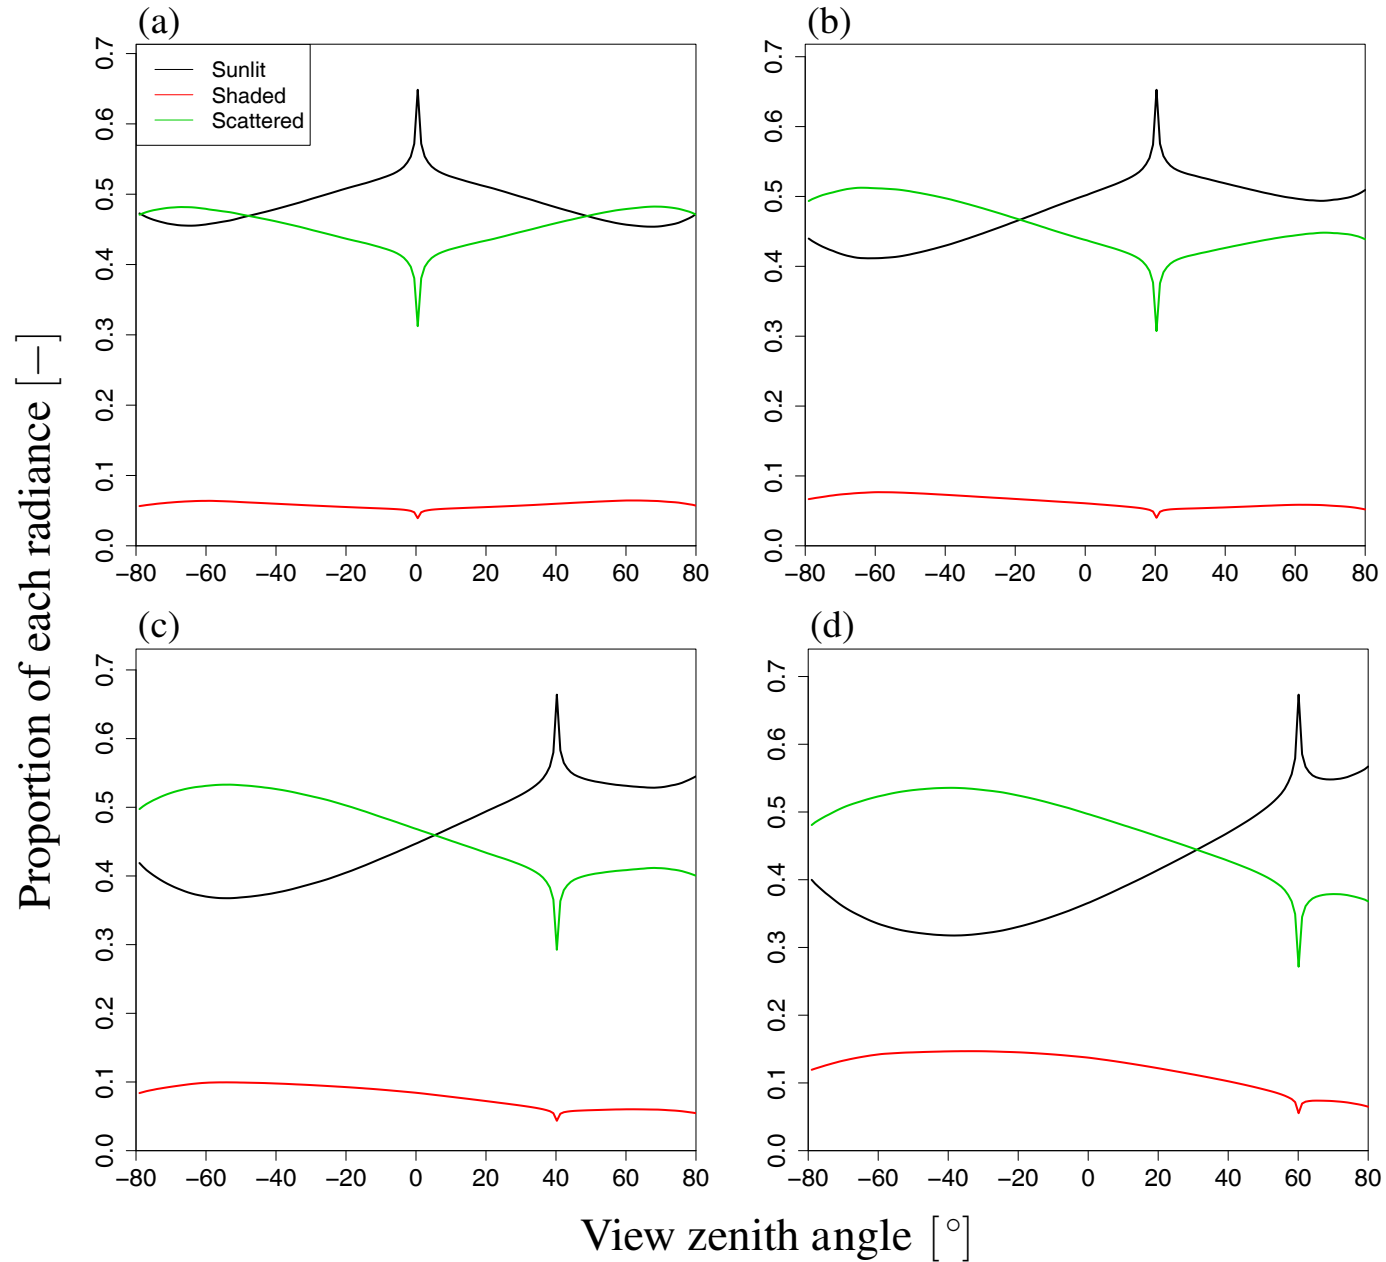 (a)
Sunlit
Shaded
Scattered
0.0 0.1 0.2 0.3 0.4 0.5 0.6 0.7
−80 −60 −40 −20 0 20 40 60 80
(b)
0.0 0.1 0.2 0.3 0.4 0.5 0.6 0.7
−80 −60 −40 −20 0 20 40 60 80
(c)
0.0 0.1 0.2 0.3 0.4 0.5 0.6 0.7
−80 −60 −40 −20 0 20 40 60 80
(d)
0.0 0.1 0.2 0.3 0.4 0.5 0.6 0.7
−80 −60 −40 −20 0 20 40 60 80
Proportion of each radiance [−]
View zenith angle [°]